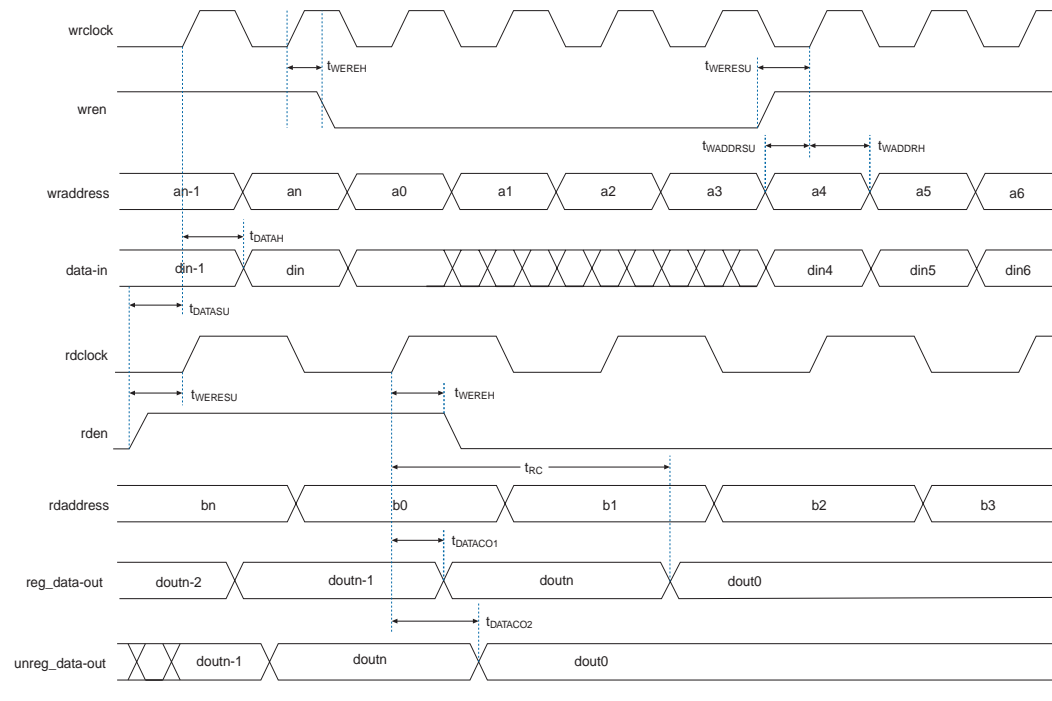 wrclock
tWEREH
tWERESU
wren
tWADDRSU
tWADDRH
wraddress an-1 an a0 a1 a2 a3 a4 a5 a6
tDATAH
data-in din-1 din din4 din5 din6
tDATASU
rdclock
tWERESU tWEREH
rden
tRC
rdaddress bn b0 b1 b2 b3
tDATACO1
reg_data-out doutn-2 doutn-1 doutn dout0
tDATACO2
unreg_data-out doutn-1 doutn dout0